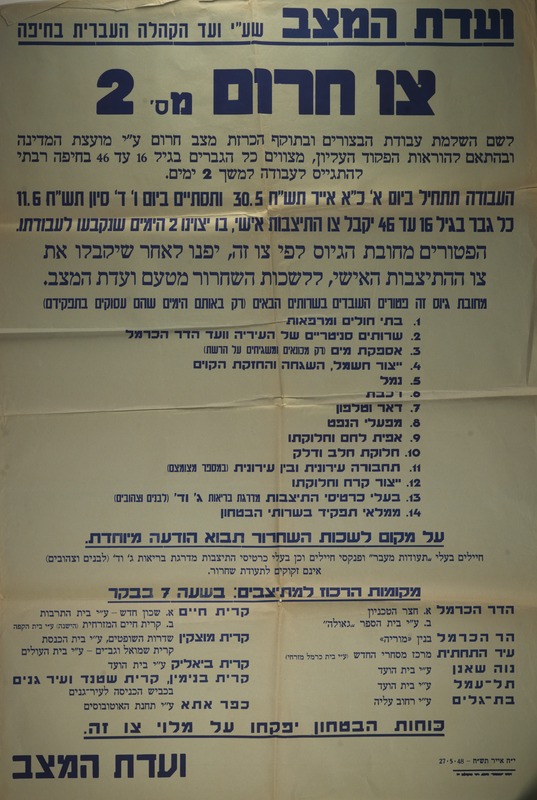 ועדת המצב שע״י ועד הקהלה העברית בחיפה
צו חרום מס׳ 2
לשם השלמת עבודת הבצורים ובתוקף הכרזת מצב חרום ע״י מועצת המדינה
ובהתאם להוראות הפקוד העליון, מצווים כל הגברים בגיל 16 עד 46 בחיפה רבתי
להתגייס לעבודה למשך 2 ימים.
העבודה תתחיל ביום א׳ כ״א אייר תש״ח 30.5 ותסתיים ביום ו׳ ד׳ סיון תש״ח 11.6
כל גבר בגיל 16 עד 46 יקבל צו התיצבות אישי, בו יצוינו 2 הימים שנקבעו לעבודתו.
הפטורים מחובת הגיוס לפי צו זה, יפנו לאחר שיקבלו את
צו ההתיצבות האישי, ללשכות השחרור מטעם ועדת המצב.
מחובת גיוס זה פטורים העובדים בשרותים הבאים (רק באותם הימים שהם עסוקים בתפקידם)
1. בתי חולים ומרפאות
2. שרותים סניטריים של העיריה וועד הדר הכרמל
3. אספקת מים (רק מכונאים ומשגיחים על הרשת)
4. ייצור חשמל, השגחה והחזקת הקוים
5. נמל
6. רכבת
7. דאר וטלפון
8. מפעלי הנפט
9. אפית לחם וחלוקתו
10. חלוקת חלב ודלק
11. תחבורה עירונית ובין עירונית (במספר מצומצם)
12. ייצור קרח וחלוקתו
13. בעלי כרטיסי התיצבות מדרגת בריאות ג׳ וד׳ (לבנים וצהובים)
14. ממלאי תפקיד בשרותי הבטחון
על מקום לשכות השחרור תבוא הודעה מיוחדת.
חיילים בעלי „תעודות מעבר״ ופנקסי חיילים וכן בעלי כרטיסי התיצבות מדרגת בריאות ג׳ וד׳ (לבנים וצהובים)
אינם זקוקים לתעודת שחרור.
מקומות הרכוז למתיצבים: בשעה 7 בבקר
הדר הכרמל א. חצר הטכניון
ב. ע״י בית הספר „גאולה״
הר הכרמל בנין «מוריה»
עיר התחתית מרכז מסחרי החדש (ע״י בית כרמל מזרחי)
נוה שאנן ע״י בית הועד
תל-עמל ע״י בית הועד
בת-גלים ע״י רחוב עליה
קרית חיים א. שכון חדש – ע״י בית התרבות
ב. קרית חיים המזרחית (הישנה) ע״י בית הקפה
קרית מוצקין שדרות השופטים, ע״י בית הכנסת
קרית שמואל וגב״ים – ע״י בית העולים
קרית ביאליק ע״י בית הועד
קרית בנימין, קרית שטנד ועיר גנים
בכביש הכניסה לעיר-גנים
כפר אתא ע״י תחנת האוטובוסים
כוחות הבטחון יפקחו על מלוי צו זה.
י״ח אייר תש״ח – 27.5.48
ועדת המצב